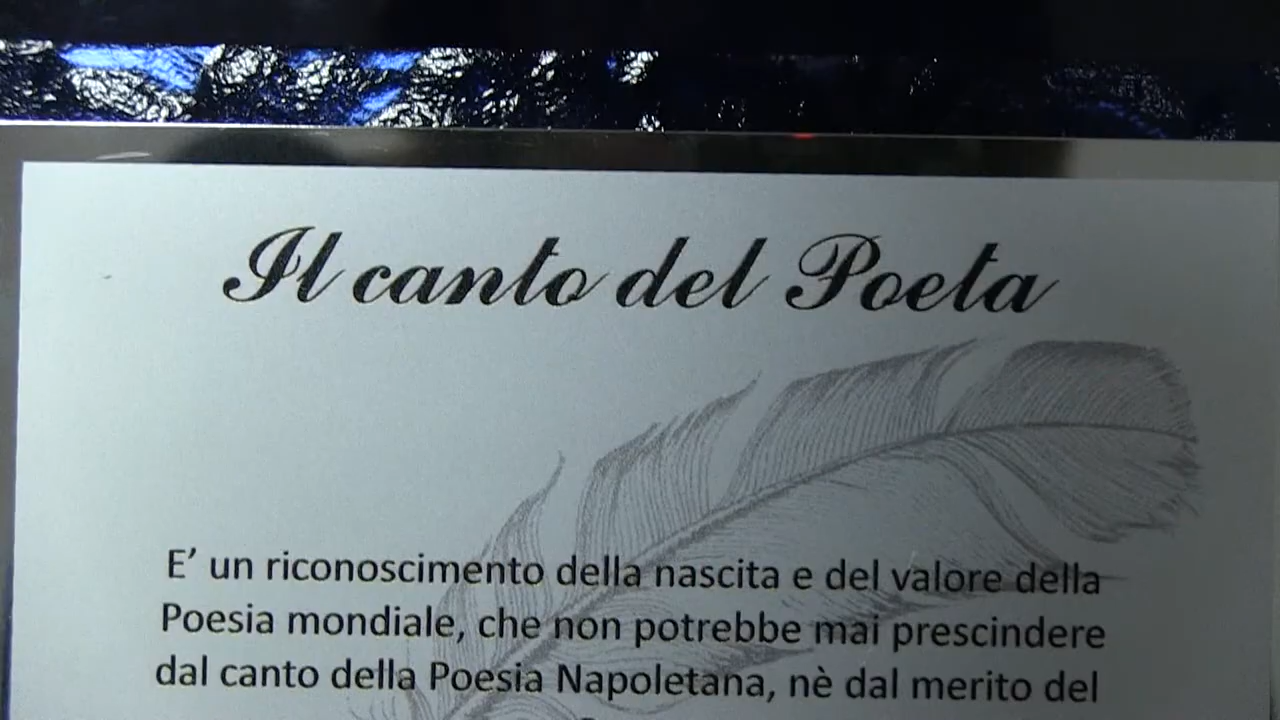 Il canto del Poeta
E' un riconoscimento della nascita e del valore della
Poesia mondiale, che non potrebbe mai prescindere
dal canto della Poesia Napoletana, nè dal merito del